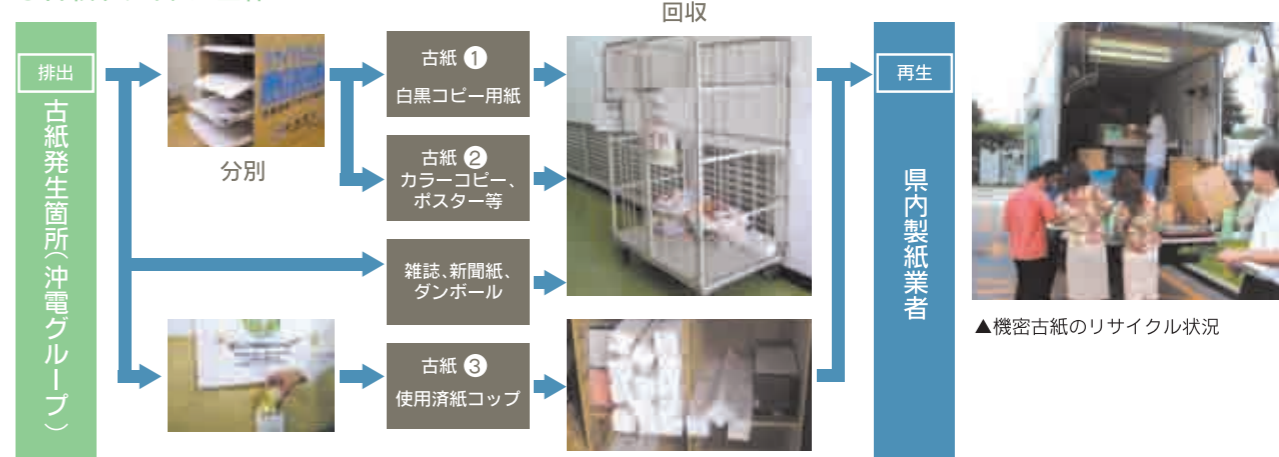 回収
排出
古紙発生箇所（沖電グループ）
分別
古紙 ❶
白黒コピー用紙
古紙 ❷
カラーコピー、
ポスター等
雑誌、新聞紙、
ダンボール
古紙 ❸
使用済紙コップ
再生
県内製紙業者
▲機密古紙のリサイクル状況